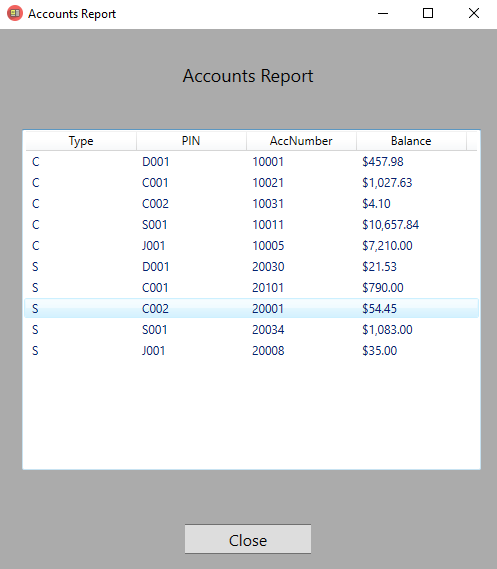 Accounts Report
Accounts Report
Type PIN AccNumber Balance
C D001 10001 $457.98
C C001 10021 $1,027.63
C C002 10031 $4.10
C S001 10011 $10,657.84
C J001 10005 $7,210.00
S D001 20030 $21.53
S C001 20101 $790.00
S C002 20001 $54.45
S S001 20034 $1,083.00
S J001 20008 $35.00
Close